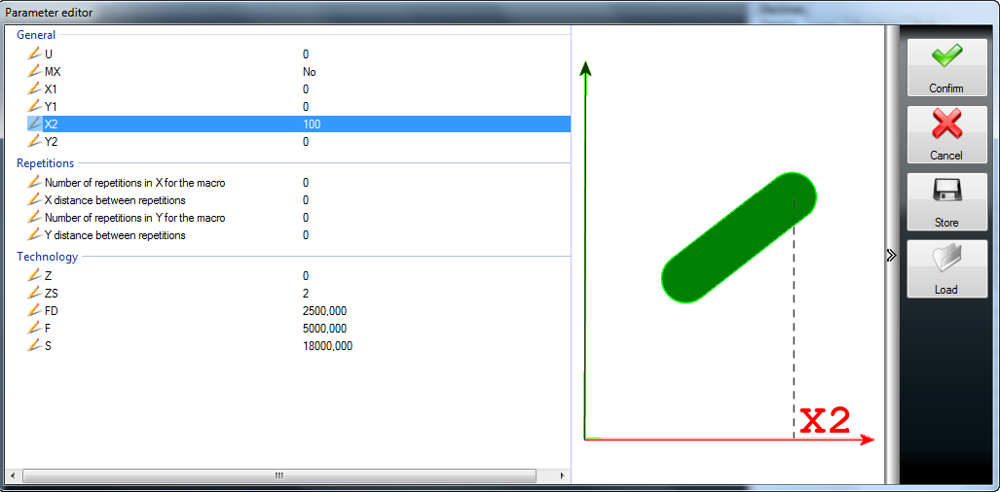 Parameter editor
General
U 0
MX No
X1 0
Y1 0
X2 100
Y2 0
Repetitions
Number of repetitions in X for the macro 0
X distance between repetitions 0
Number of repetitions in Y for the macro 0
Y distance between repetitions 0
Technology
Z 0
ZS 2
FD 2500,000
F 5000,000
S 18000,000
X2
Confirm
Cancel
Store
Load